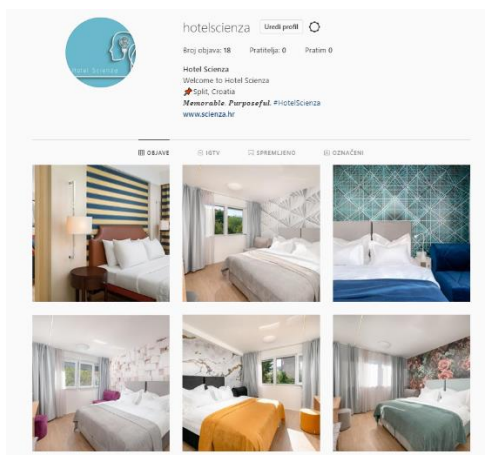 hotelscienza Uredi profil
Broj objava: 18 Pratitelja: 0 Pratim 0
Hotel Scienza
Welcome to Hotel Scienza
📌Split, Croatia
Memorable. Purposeful. #HotelScienza
www.scienza.hr
Hotel Scienza
OBJAVE IGTV SPREMLJENO OZNAČENI